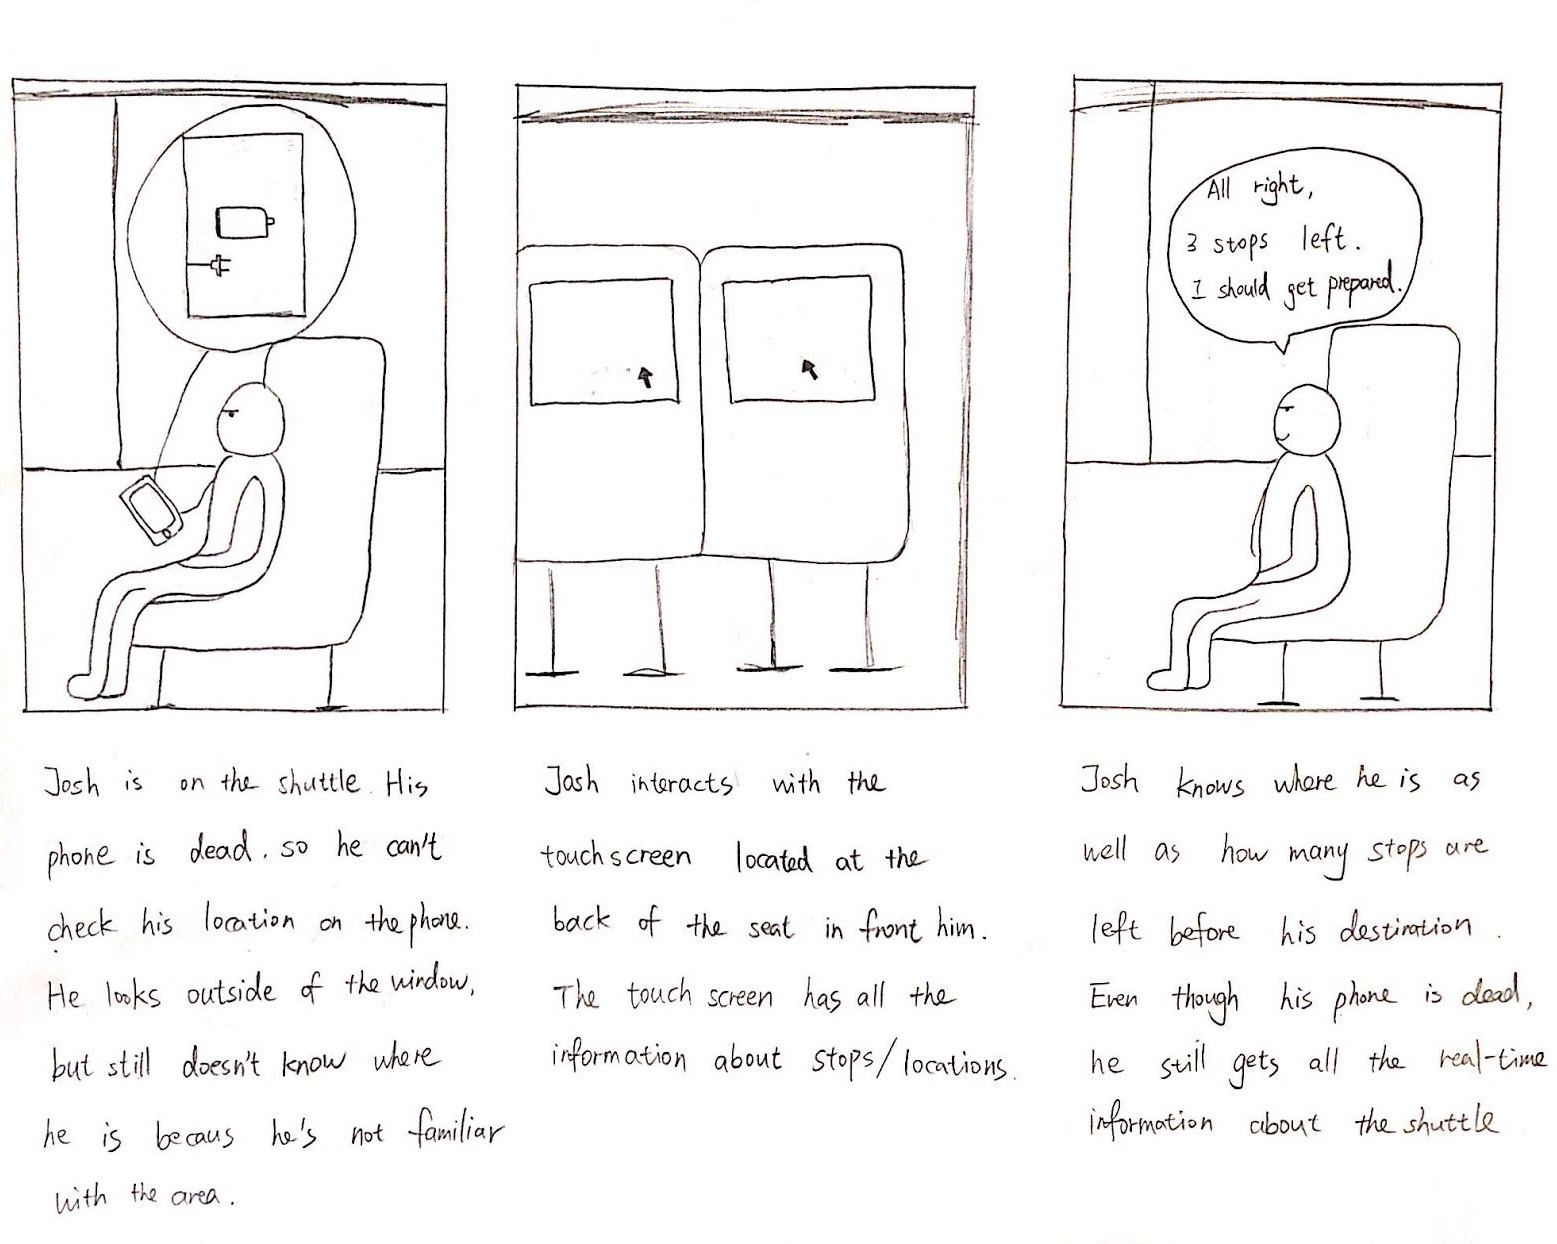 All right,
3 stops left.
I should get prepared.
Josh is on the shuttle. His
phone is dead, so he can't
check his location on the phone.
He looks outside of the window,
but still doesn't know where
he is becaus he's not familiar
with the area.
Josh interacts with the
touch screen located at the
back of the seat in front him.
The touch screen has all the
information about stops/locations.
Josh knows where he is as
well as how many stops are
left before his destination.
Even though his phone is dead,
he still gets all the real-time
information about the shuttle